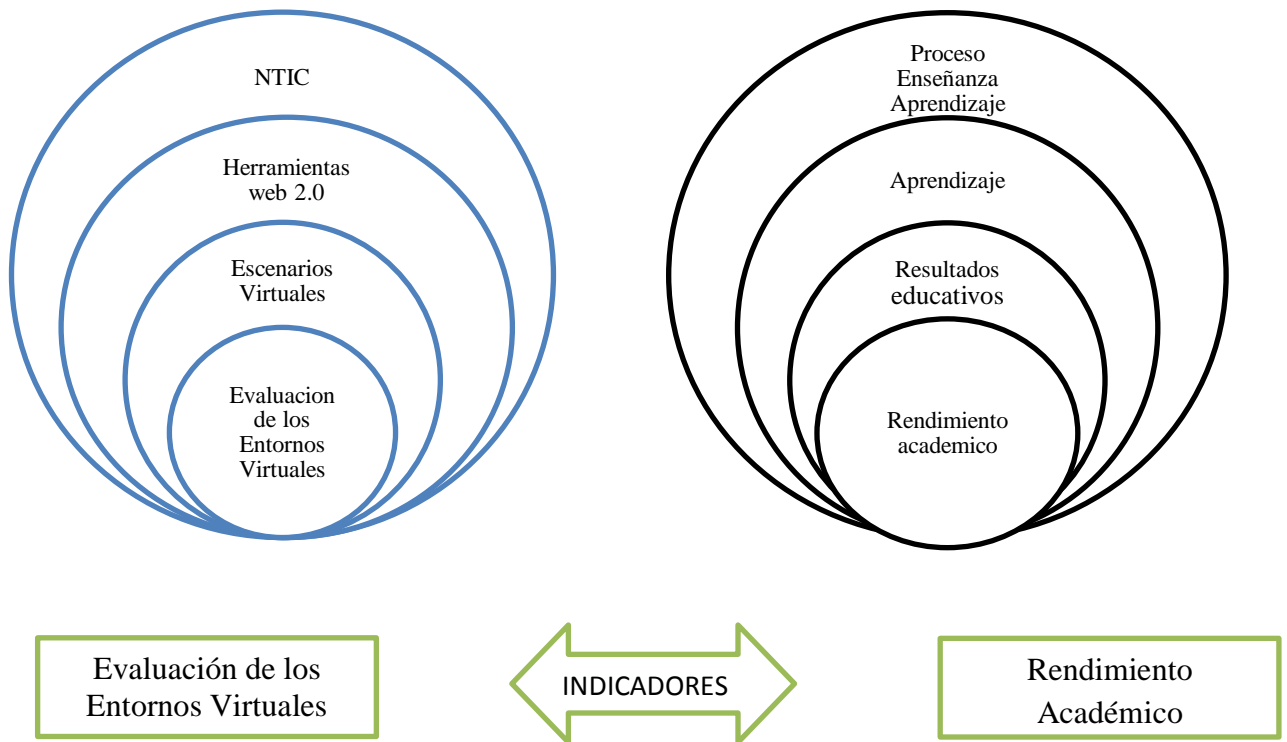 NTIC
Herramientas
web 2.0
Escenarios
Virtuales
Evaluacion
de los
Entornos
Virtuales
Proceso
Enseñanza
Aprendizaje
Aprendizaje
Resultados
educativos
Rendimiento
academico
Evaluación de los
Entornos Virtuales
INDICADORES
Rendimiento
Académico